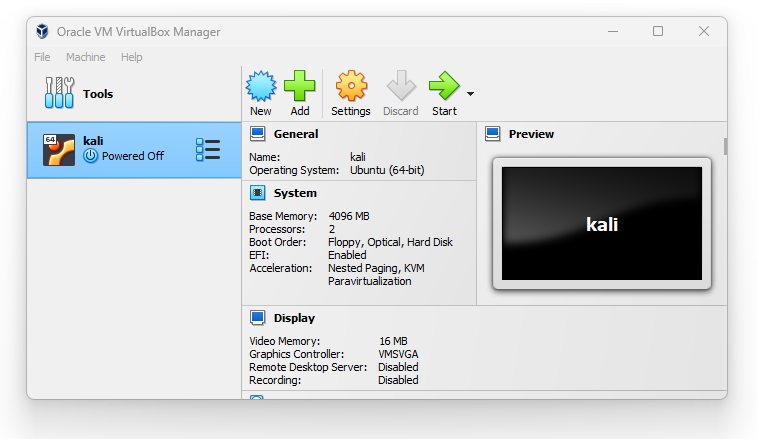 Oracle VM VirtualBox Manager
File Machine Help
Tools
New Add Settings Discard Start
64
kali
Powered Off
General
Name: kali
Operating System: Ubuntu (64-bit)
System
Base Memory: 4096 MB
Processors: 2
Boot Order: Floppy, Optical, Hard Disk
EFI: Enabled
Acceleration: Nested Paging, KVM
Paravirtualization
Preview
kali
Display
Video Memory: 16 MB
Graphics Controller: VMSVGA
Remote Desktop Server: Disabled
Recording: Disabled